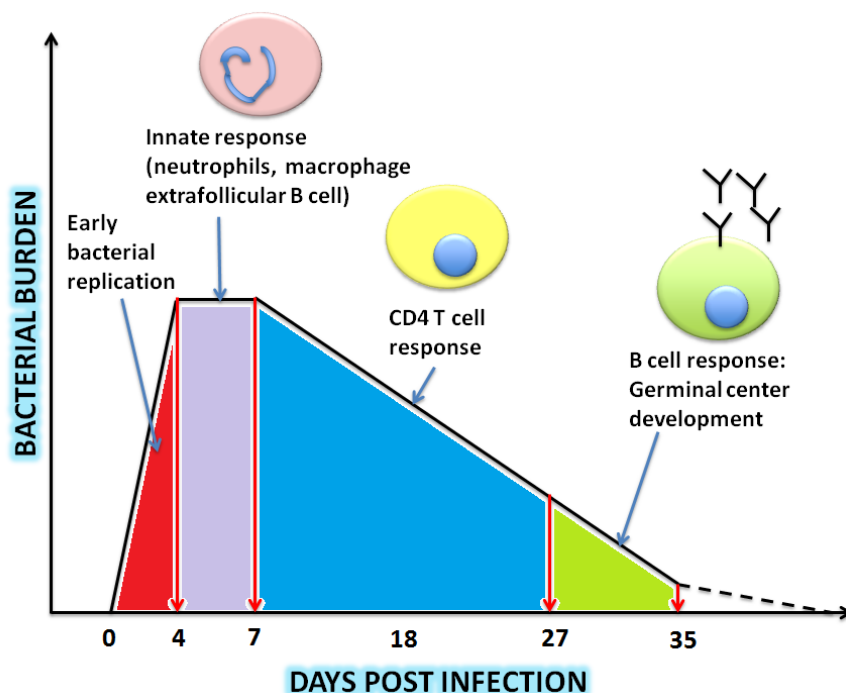 Innate response
(neutrophils, macrophage
extrafollicular B cell)
Early
bacterial
replication
CD4 T cell
response
B cell response:
Germinal center
development
BACTERIAL BURDEN
0 4 7 18 27 35
DAYS POST INFECTION